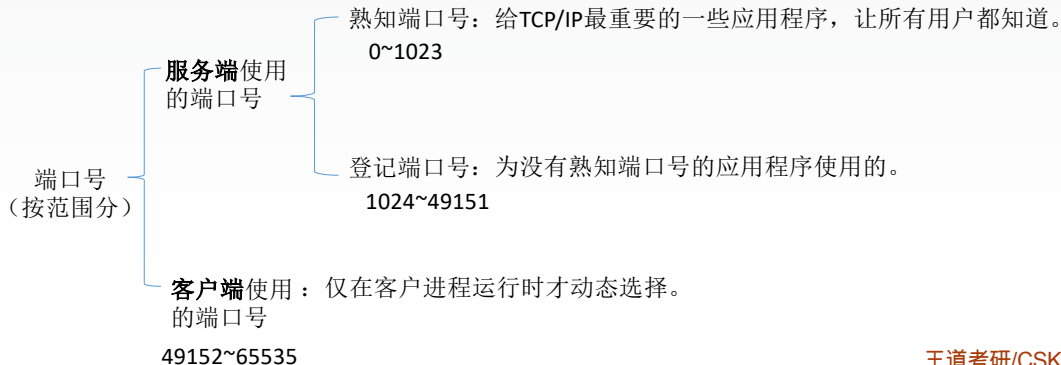 熟知端口号：给TCP/IP最重要的一些应用程序，让所有用户都知道。
0~1023
服务端使用
的端口号
登记端口号：为没有熟知端口号的应用程序使用的。
1024~49151
端口号
（按范围分）
客户端使用：仅在客户进程运行时才动态选择。
的端口号
49152~65535
王道考研/CSK